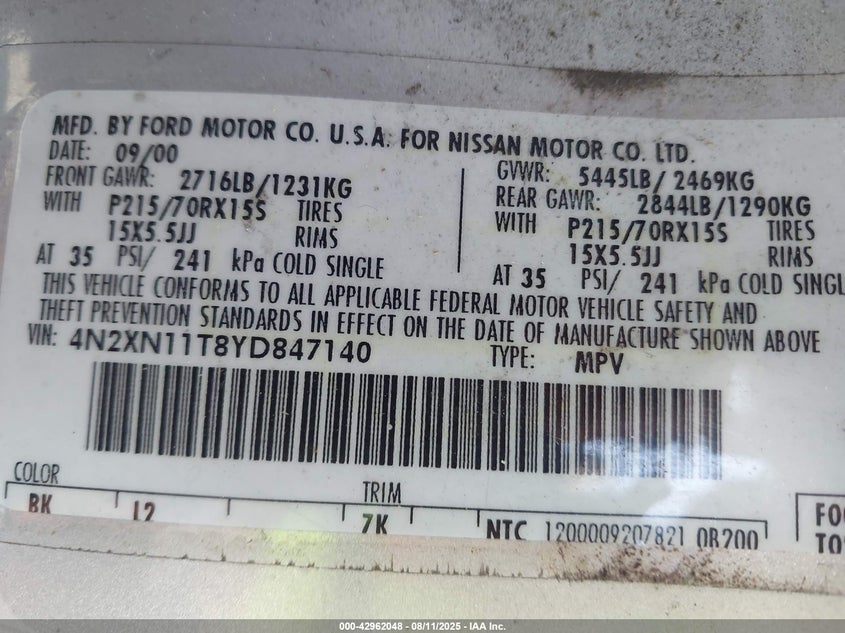 MFD. BY FORD MOTOR CO. U.S.A. FOR NISSAN MOTOR CO. LTD.
DATE: 09/00
GVWR: 5445LB/ 2469KG
FRONT GAWR: 2716LB/1231KG
REAR GAWR: 2844LB/1290KG
WITH P215/70RX15S TIRES
WITH P215/70RX15S TIRES
15X5.5JJ RIMS
15X5.5JJ RIMS
AT 35 PSI/ 241 kPa COLD SINGLE
AT 35 PSI/ 241 kPa COLD SINGL
THIS VEHICLE CONFORMS TO ALL APPLICABLE FEDERAL MOTOR VEHICLE SAFETY AND
THEFT PREVENTION STANDARDS IN EFFECT ON THE DATE OF MANUFACTURE SHOWN ABOVE
VIN: 4N2XN11T8YD847140 TYPE: MPV
COLOR
TRIM
BK L2 7K NTC 1200009207821 0B200
FO
TO
000-42962048 - 08/11/2025 - IAA Inc.